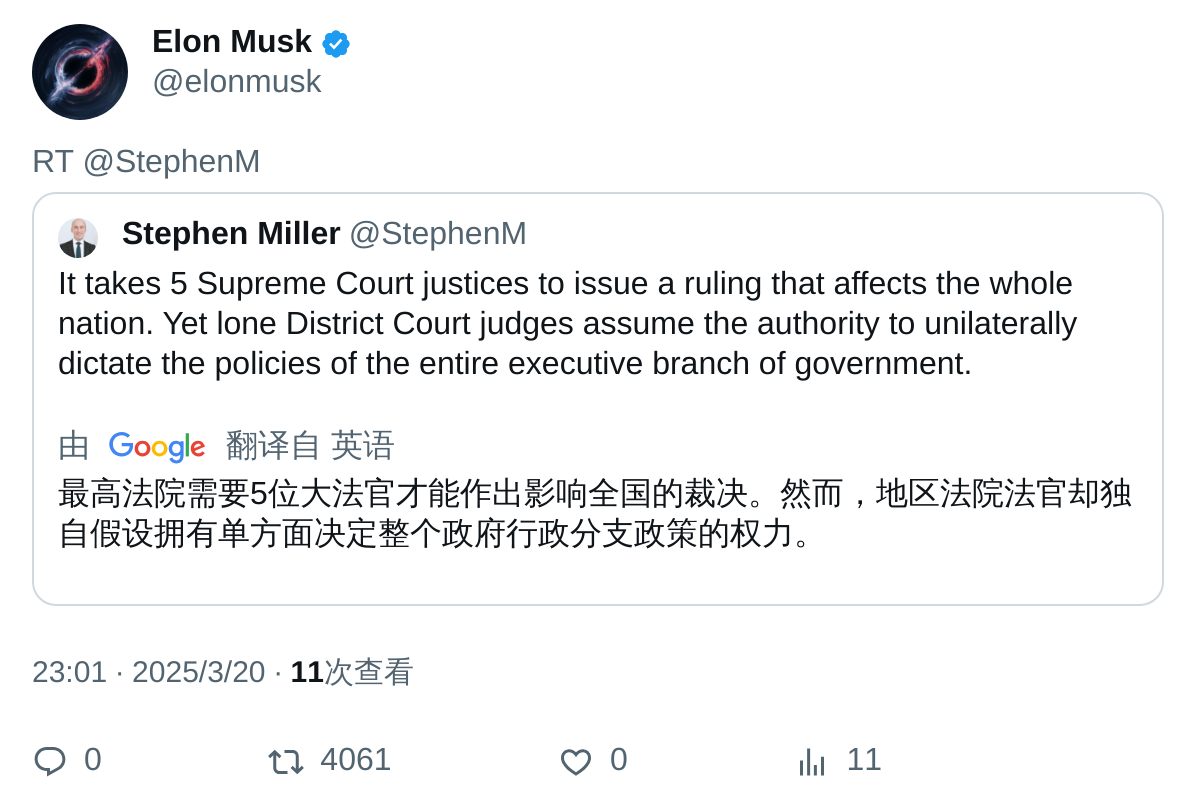 Elon Musk
@elonmusk
RT @StephenM
Stephen Miller @StephenM
It takes 5 Supreme Court justices to issue a ruling that affects the whole
nation. Yet lone District Court judges assume the authority to unilaterally
dictate the policies of the entire executive branch of government.
由 Google 翻译自 英语
最高法院需要5位大法官才能作出影响全国的裁决。然而，地区法院法官却独
自假设拥有单方面决定整个政府行政分支政策的权力。
23:01 · 2025/3/20 · 11次查看
0 4061 0 11